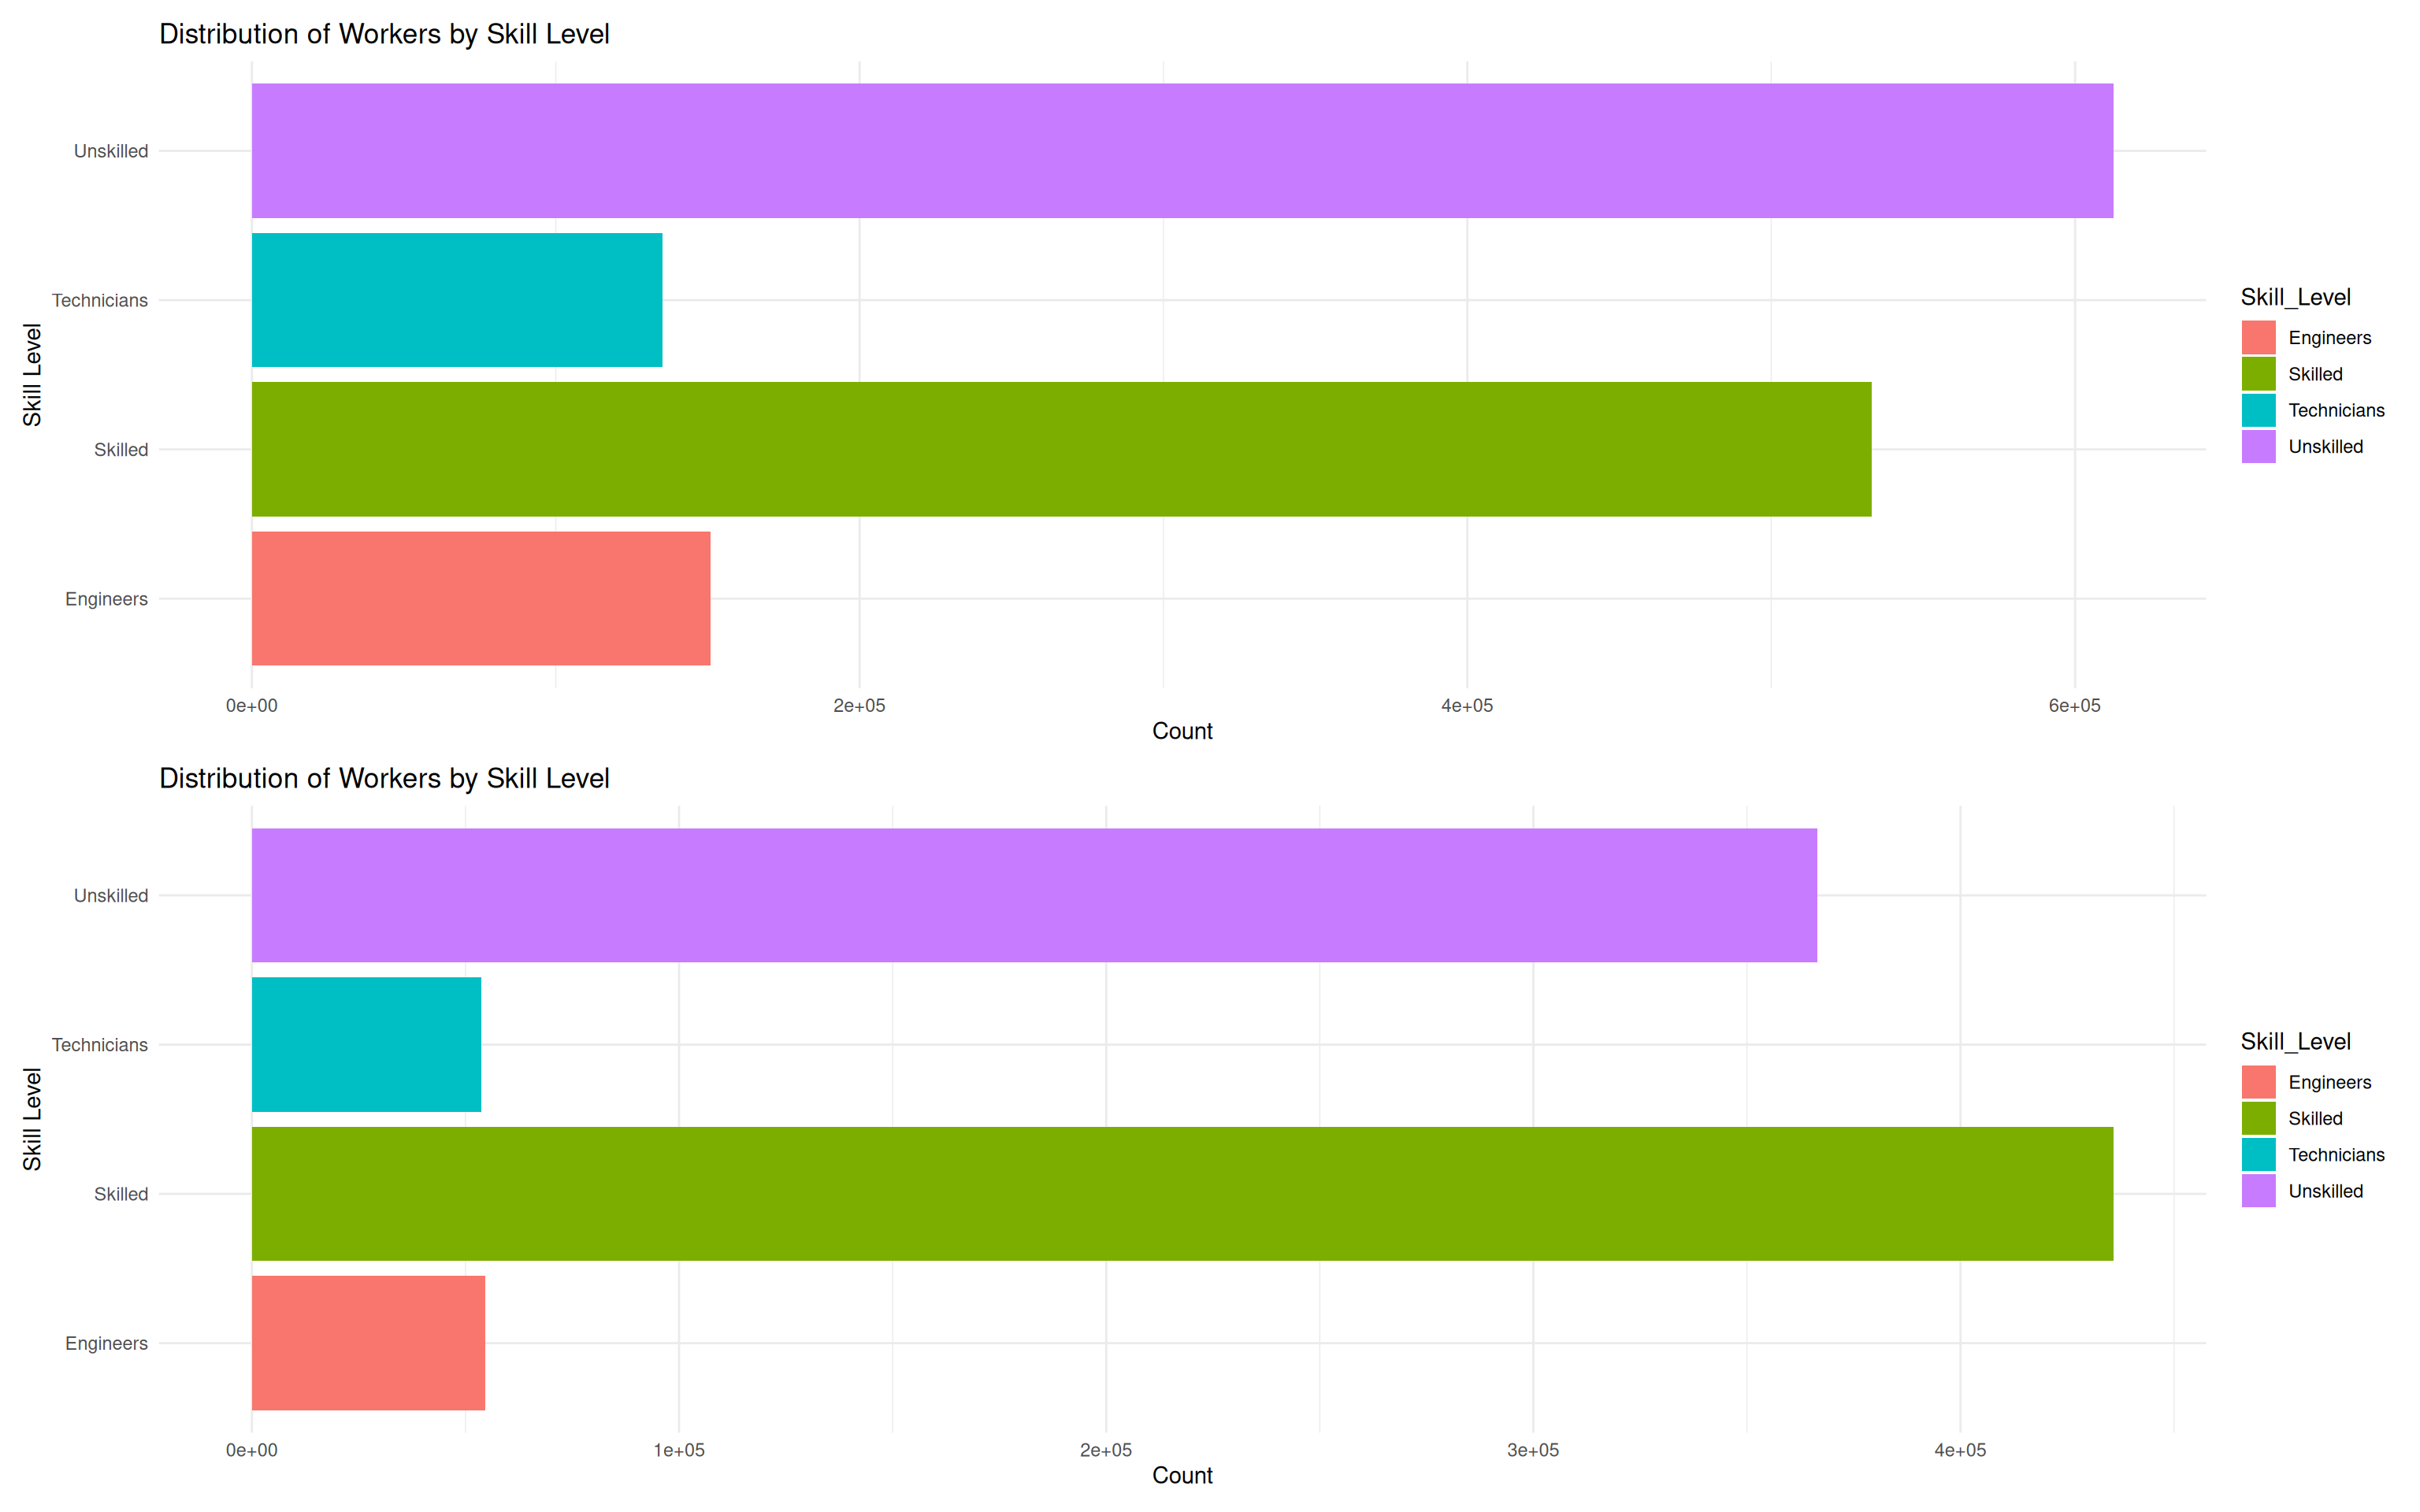 Distribution of Workers by Skill Level
Skill Level
Unskilled
Technicians
Skilled
Engineers
0e+00 2e+05 4e+05 6e+05
Count
Skill_Level
Engineers
Skilled
Technicians
Unskilled
Distribution of Workers by Skill Level
Skill Level
Unskilled
Technicians
Skilled
Engineers
0e+00 1e+05 2e+05 3e+05 4e+05
Count
Skill_Level
Engineers
Skilled
Technicians
Unskilled